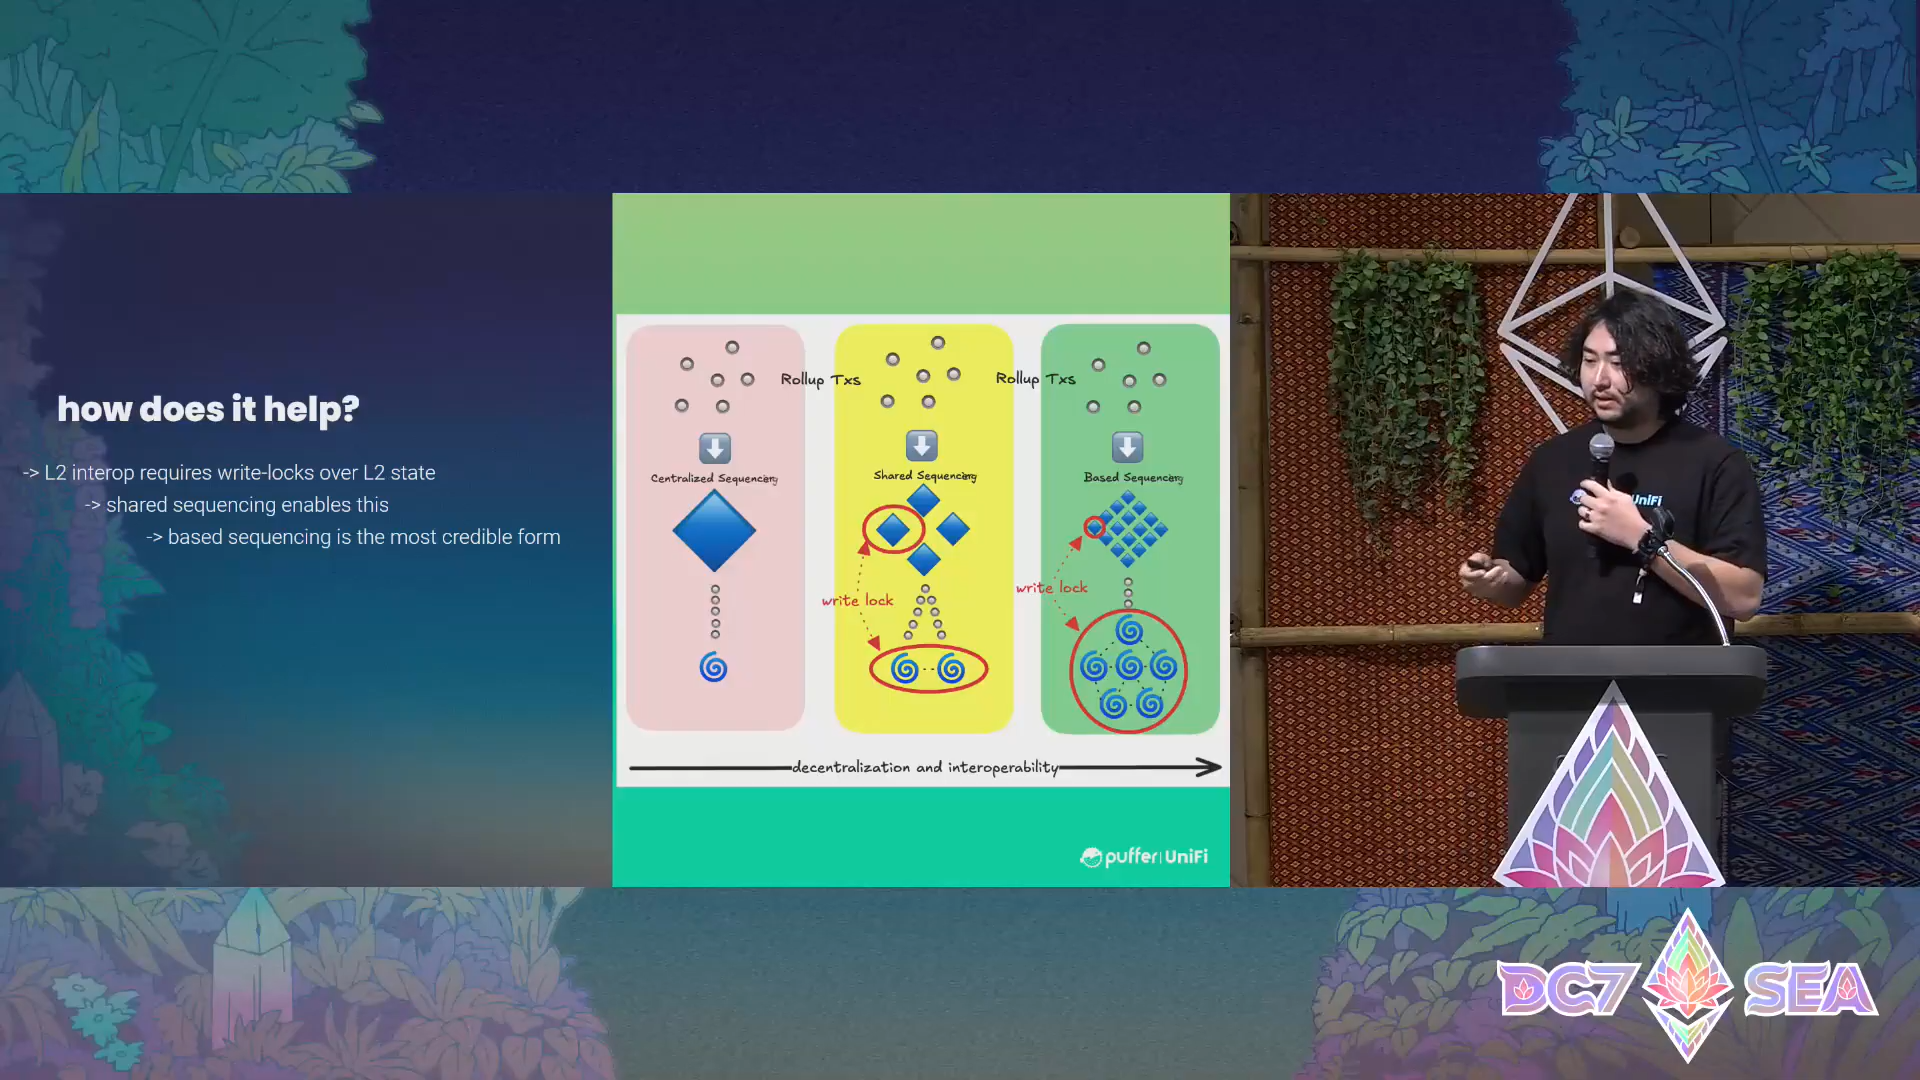 how does it help?
-> L2 interop requires write-locks over L2 state
-> shared sequencing enables this
-> based sequencing is the most credible form
Rollup Txs
Rollup Txs
Centralized Sequencing
Shared Sequencing
Based Sequencing
write lock
write lock
decentralization and interoperability
puffer UniFi
UniFi
DC7 SEA